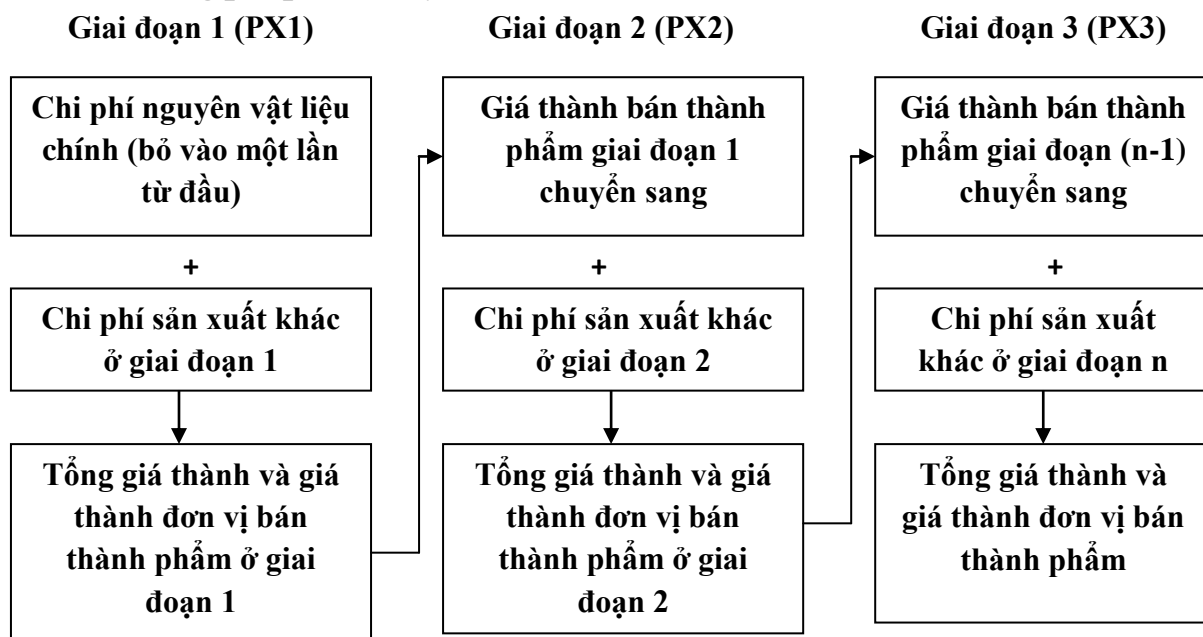 Giai đoạn 1 (PX1)
Giai đoạn 2 (PX2)
Giai đoạn 3 (PX3)
Chi phí nguyên vật liệu
chính (bỏ vào một lần
từ đầu)
Giá thành bán thành
phẩm giai đoạn 1
chuyển sang
Giá thành bán thành
phẩm giai đoạn (n-1)
chuyển sang
+
+
+
Chi phí sản xuất khác
ở giai đoạn 1
Chi phí sản xuất khác
ở giai đoạn 2
Chi phí sản xuất
khác ở giai đoạn n
Tổng giá thành và giá
thành đơn vị bán
thành phẩm ở giai
đoạn 1
Tổng giá thành và giá
thành đơn vị bán
thành phẩm ở giai
đoạn 2
Tổng giá thành và
giá thành đơn vị bán
thành phẩm